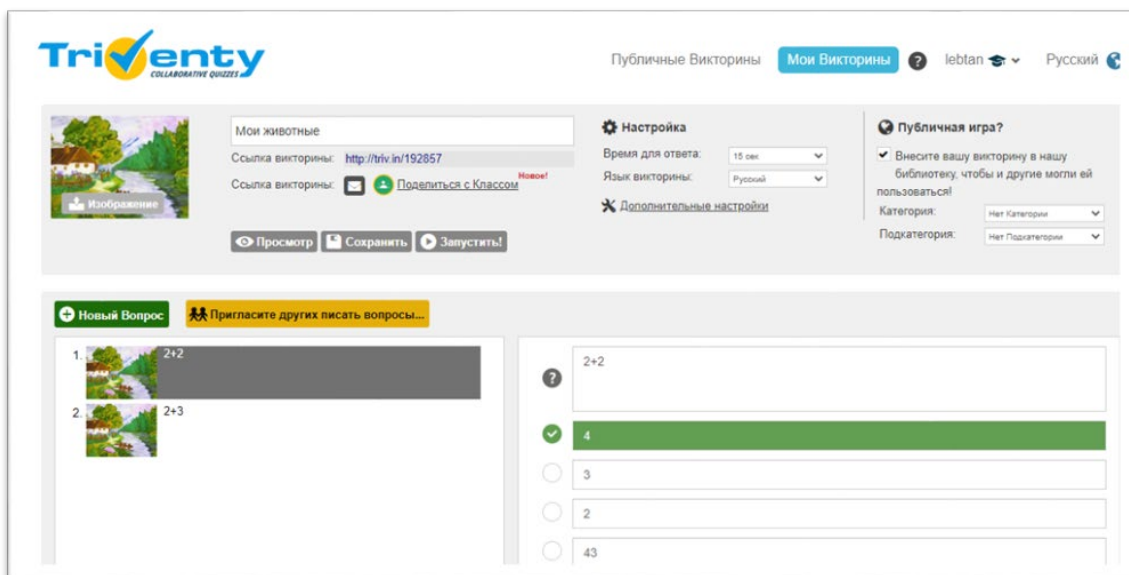 Triventy
COLLABORATIVE QUIZZES
Публичные Викторины Мои Викторины ? lebtan Русский
Изображение
Мои животные
Ссылка викторины: http://triv.in/192857
Ссылка викторины: Поделиться с Классом Новое!
Просмотр Сохранить Запустить!
Настройка
Время для ответа: 15 сек
Язык викторины: Русский
Дополнительные настройки
Публичная игра?
Внесите вашу викторину в нашу
библиотеку, чтобы и другие могли ей
пользоваться!
Категория: Нет Категории
Подкатегория: Нет Подкатегории
Новый Вопрос Пригласите других писать вопросы...
1. 2+2
2. 2+3
? 2+2
4
3
2
43